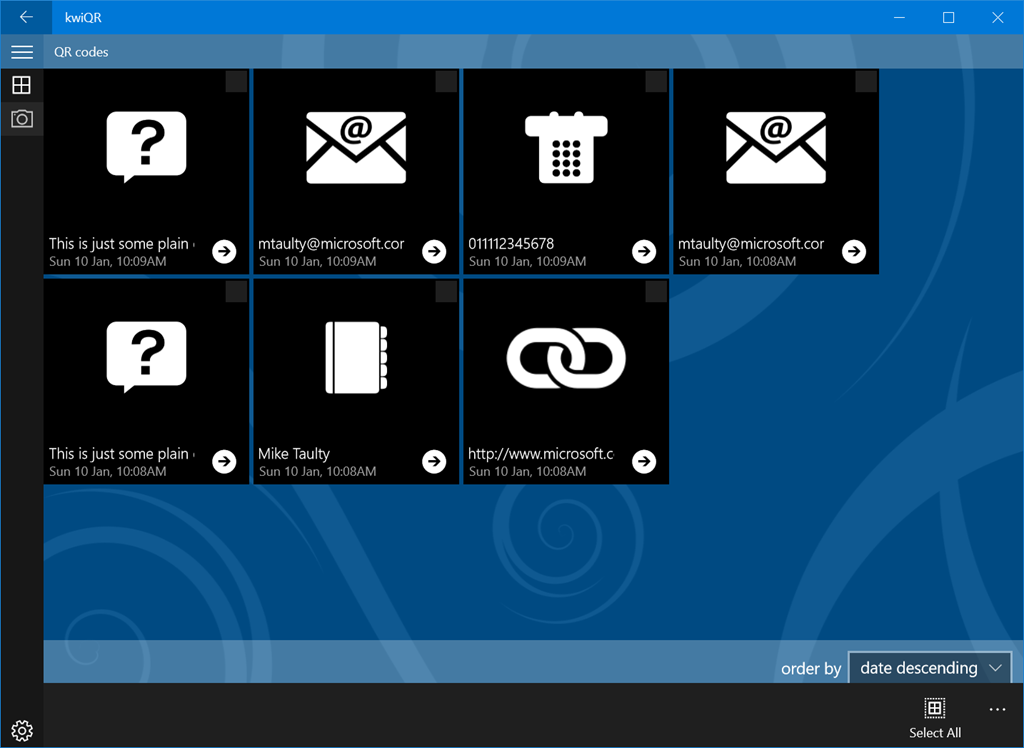 kwiQR
QR codes
This is just some plain
Sun 10 Jan, 10:09AM
mtaulty@microsoft.com
Sun 10 Jan, 10:09AM
011112345678
Sun 10 Jan, 10:09AM
mtaulty@microsoft.com
Sun 10 Jan, 10:08AM
This is just some plain
Sun 10 Jan, 10:08AM
Mike Taulty
Sun 10 Jan, 10:08AM
http://www.microsoft.c
Sun 10 Jan, 10:08AM
order by
date descending
Select All